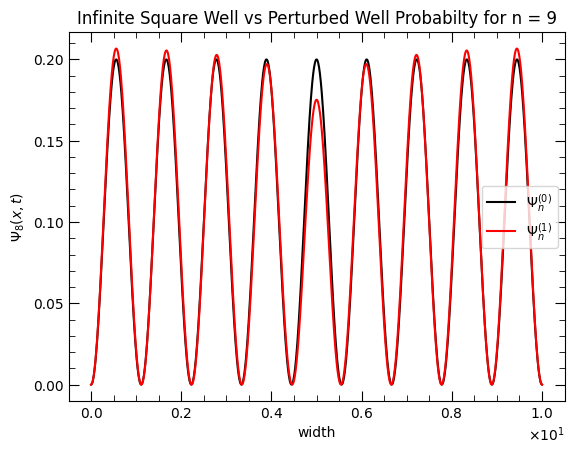 Infinite Square Well vs Perturbed Well Probabilty for n = 9
0.20
0.15
0.10
0.05
0.00
Ψ₈(x, t)
Ψₙ⁽⁰⁾
Ψₙ⁽¹⁾
0.0 0.2 0.4 0.6 0.8 1.0
width
×10¹